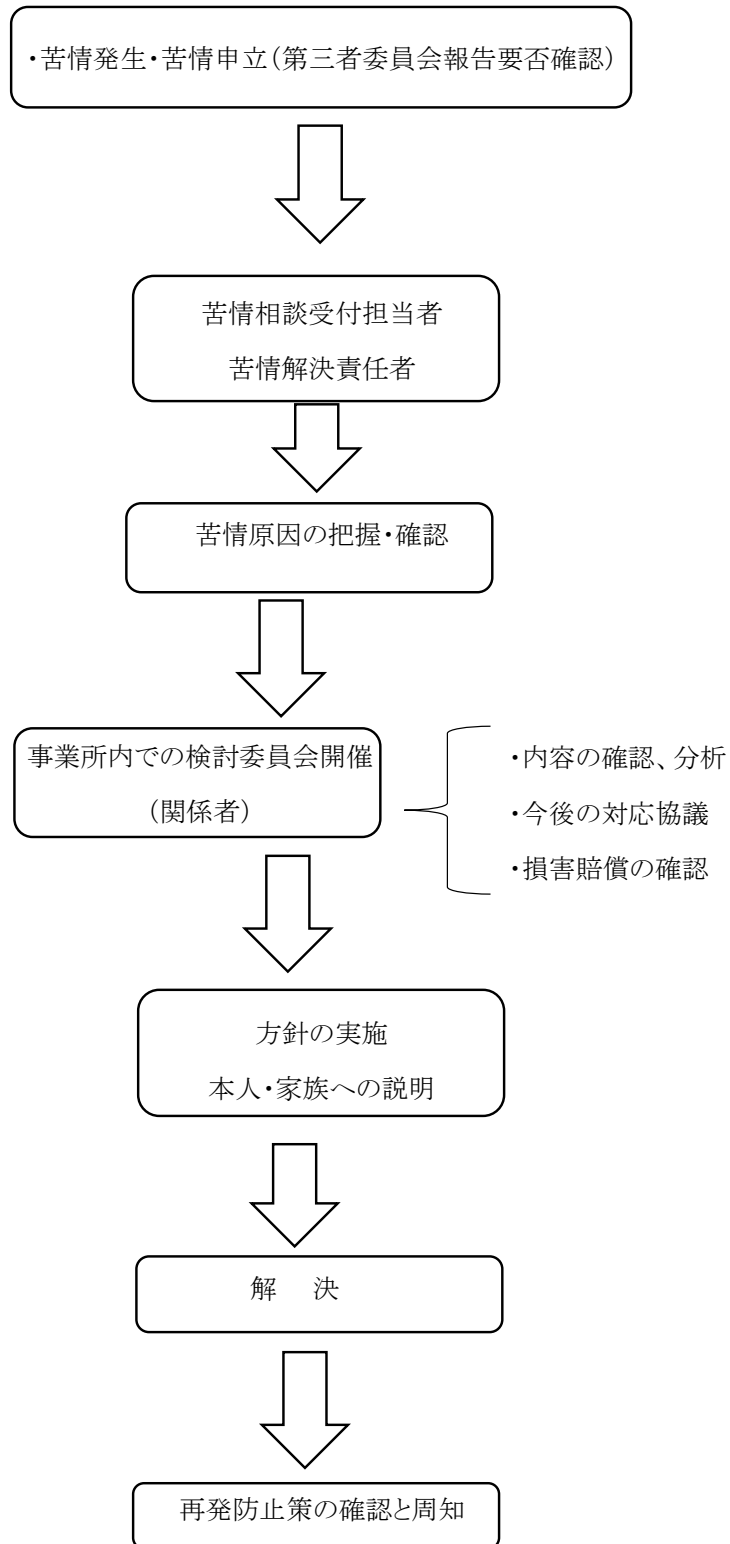 ・苦情発生・苦情申立(第三者委員会報告要否確認)
苦情相談受付担当者
苦情解決責任者
苦情原因の把握・確認
事業所内での検討委員会開催
(関係者)
・内容の確認、分析
・今後の対応協議
・損害賠償の確認
方針の実施
本人・家族への説明
解 決
再発防止策の確認と周知